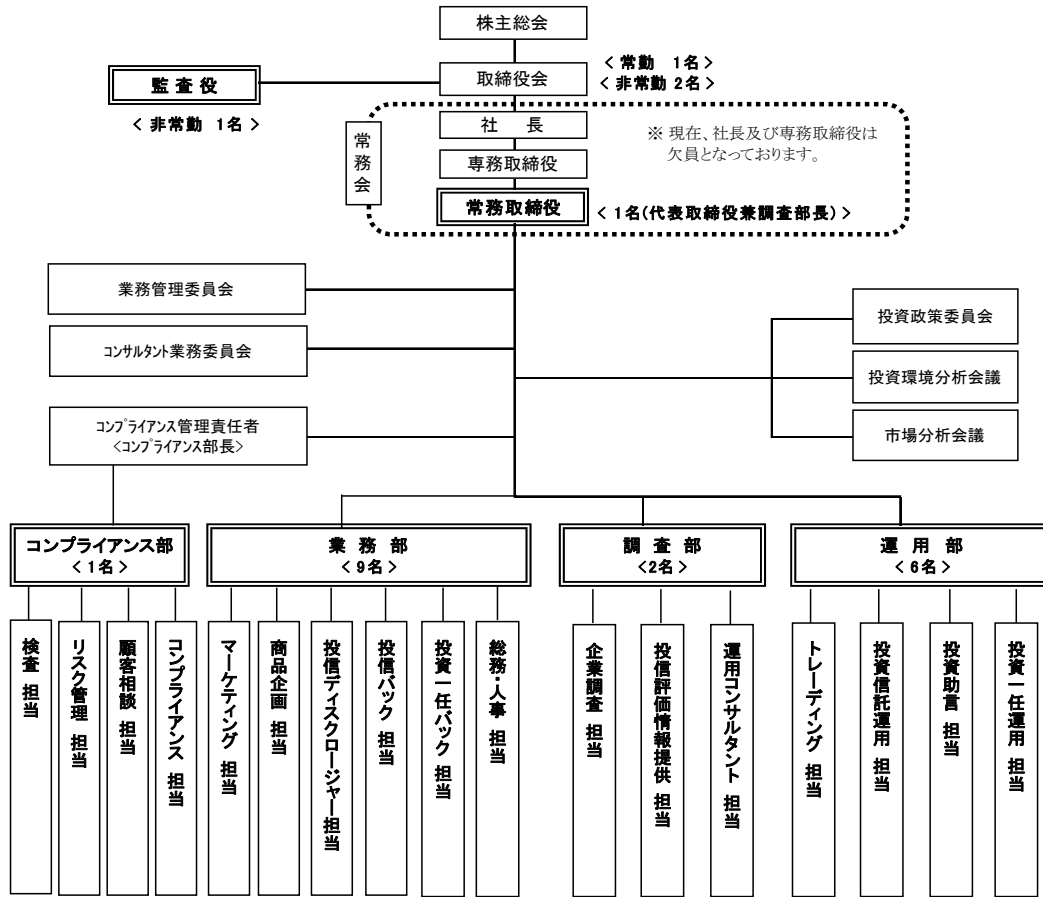 株主総会
取締役会
< 常勤　1名 >
< 非常勤 2名 >
監 査 役
< 非常勤　1名 >
常務会
社　長
※ 現在、社長及び専務取締役は
欠員となっております。
専務取締役
常務取締役
< 1名(代表取締役兼調査部長) >
業務管理委員会
コンサルタント業務委員会
投資政策委員会
投資環境分析会議
市場分析会議
コンプライアンス管理責任者
<コンプライアンス部長>
コンプライアンス部
< 1名 >
業　務　部
< 9名 >
調　査　部
<2名>
運　用　部
< 6名 >
検査 担当
リスク管理 担当
顧客相談 担当
コンプライアンス 担当
マーケティング 担当
商品企画 担当
投信ディスクロージャー担当
投信バック 担当
投資一任バック 担当
総務・人事 担当
企業調査 担当
投信評価情報提供 担当
運用コンサルタント 担当
トレーディング 担当
投資信託運用 担当
投資助言 担当
投資一任運用 担当